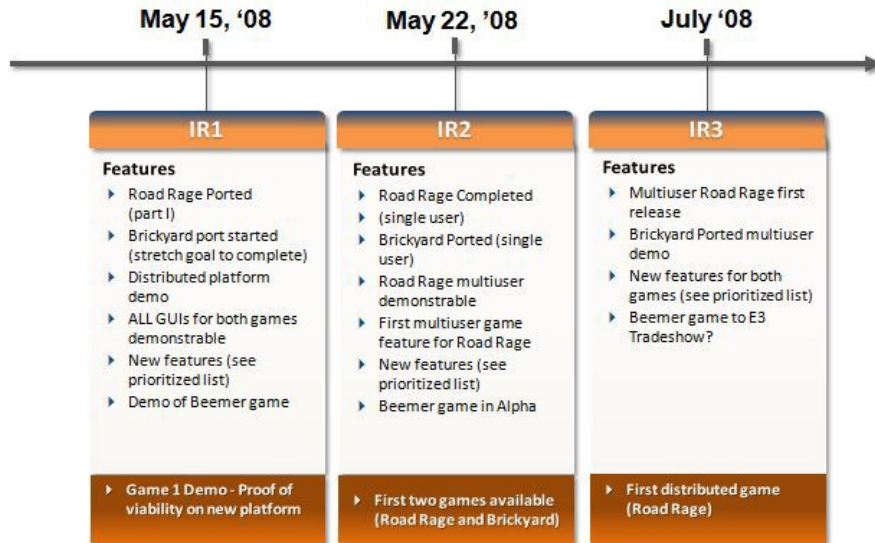 May 15, ‘08
May 22, ’08
July ‘08
IR1
Features
Road Rage Ported
(part I)
Brickyard port started
(stretch goal to complete)
Distributed platform
demo
ALL GUIs for both games
demonstrable
New features (see
prioritized list)
Demo of Beemer game
Game 1 Demo - Proof of
viability on new platform
IR2
Features
Road Rage Completed
(single user)
Brickyard Ported (single
user)
Road Rage multiuser
demonstrable
First multiuser game
feature for Road Rage
New features (see
prioritized list)
Beemer game in Alpha
First two games available
(Road Rage and Brickyard)
IR3
Features
Multiuser Road Rage first
release
Brickyard Ported multiuser
demo
New features for both
games (see prioritized list)
Beemer game to E3
Tradeshow?
First distributed game
(Road Rage)